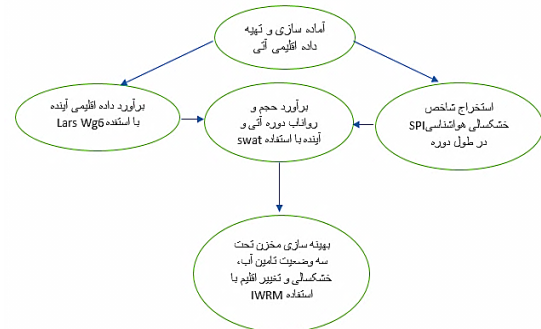 آماده سازی و تهیه
داده اقلیمی آتی
برآورد داده اقلیمی آینده
با استفده Lars Wg6
برآورد حجم و
رواناب دوره آتی و
آینده با استفاده swat
استخراج شاخص
خشکسالی هواشناسیSPI
در طول دوره
بهینه سازی مخزن تحت
سه وضعیت تامین آب،
خشکسالی و تغییر اقلیم با
استفاده IWRM